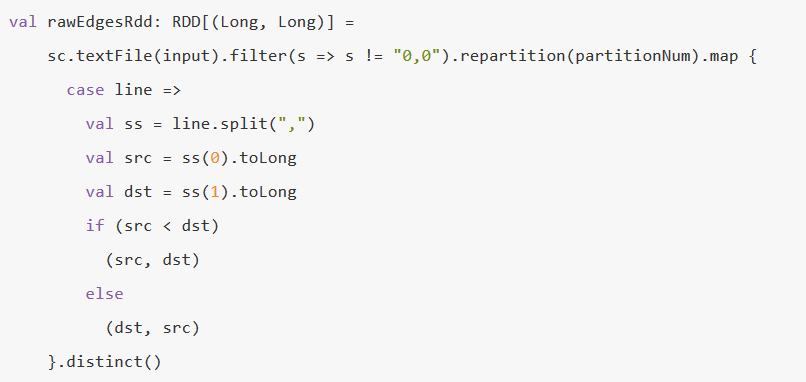 val rawEdgesRdd: RDD[(Long, Long)] =
    sc.textFile(input).filter(s => s != "0,0").repartition(partitionNum).map {
      case line =>
        val ss = line.split(",")
        val src = ss(0).toLong
        val dst = ss(1).toLong
        if (src < dst)
          (src, dst)
        else
          (dst, src)
    }.distinct()